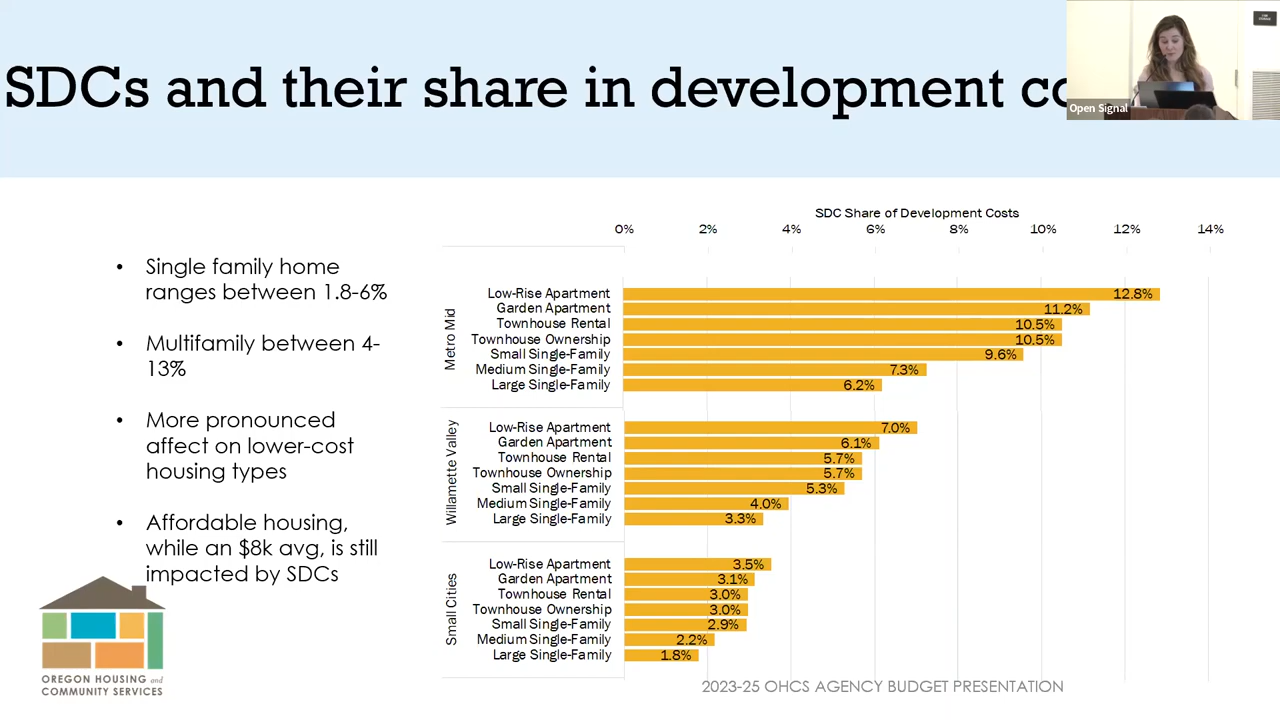 SDCs and their share in development co
Open Signal
• Single family home
ranges between 1.8-6%
• Multifamily between 4-
13%
• More pronounced
affect on lower-cost
housing types
• Affordable housing,
while an $8k avg, is still
impacted by SDCs
OREGON HOUSING and
COMMUNITY SERVICES
SDC Share of Development Costs
0% 2% 4% 6% 8% 10% 12% 14%
Metro Mid
Low-Rise Apartment 12.8%
Garden Apartment 11.2%
Townhouse Rental 10.5%
Townhouse Ownership 10.5%
Small Single-Family 9.6%
Medium Single-Family 7.3%
Large Single-Family 6.2%
Willamette Valley
Low-Rise Apartment 7.0%
Garden Apartment 6.1%
Townhouse Rental 5.7%
Townhouse Ownership 5.7%
Small Single-Family 5.3%
Medium Single-Family 4.0%
Large Single-Family 3.3%
Small Cities
Low-Rise Apartment 3.5%
Garden Apartment 3.1%
Townhouse Rental 3.0%
Townhouse Ownership 3.0%
Small Single-Family 2.9%
Medium Single-Family 2.2%
Large Single-Family 1.8%
2023-25 OHCS AGENCY BUDGET PRESENTATION